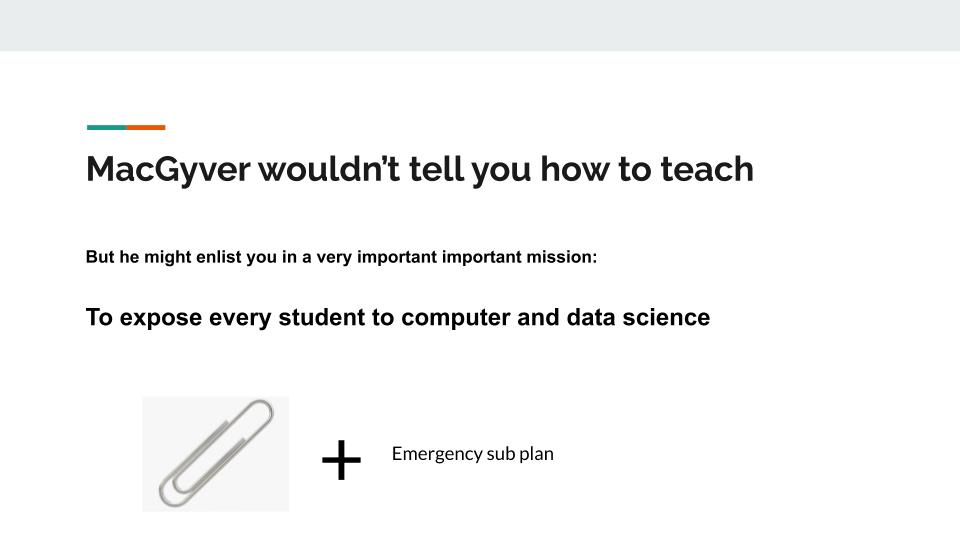 MacGyver wouldn’t tell you how to teach
But he might enlist you in a very important important mission:
To expose every student to computer and data science
+
Emergency sub plan